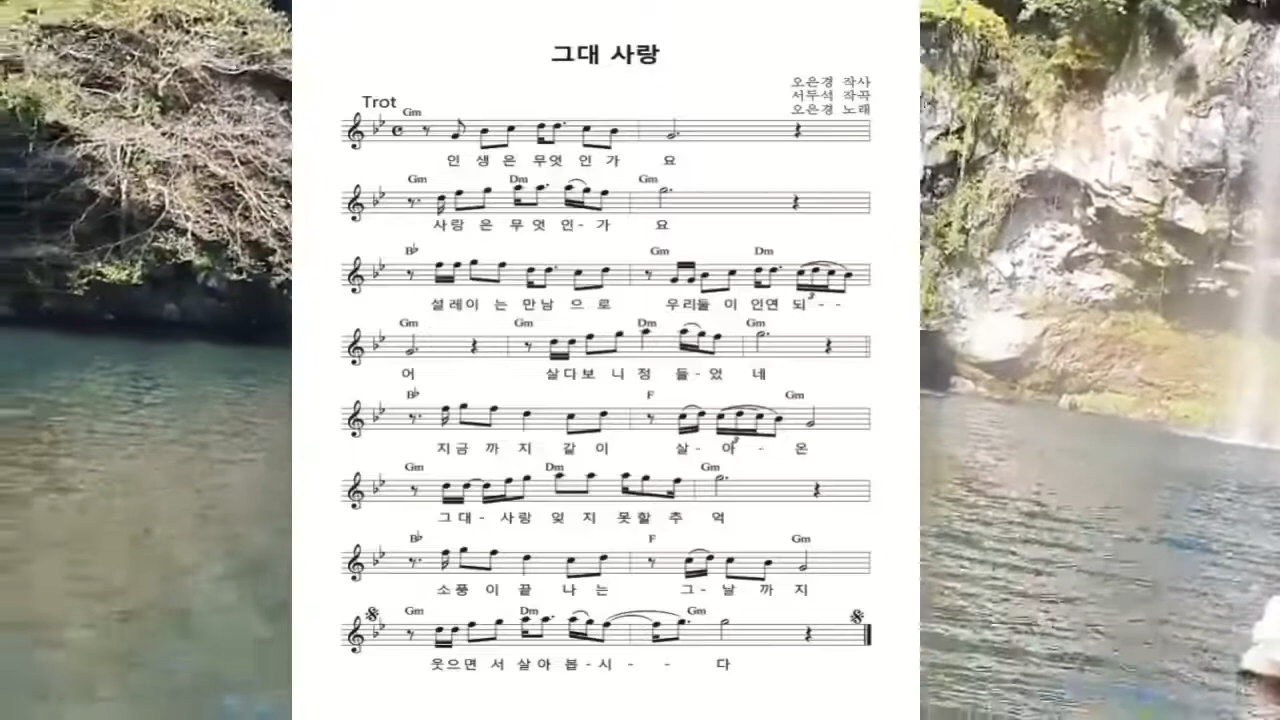 그대 사랑
오은경 작사
서두석 작곡
오은경 노래
Trot
Gm
인 생 은 무엇 인 가 요
Gm Dm Gm
사랑 은 무 엇 인- 가 요
B♭ Gm Dm
3
설레이 는 만남 으 로 우리둘 이 인연 되 - -
Gm Gm Dm Gm
어 살다보 니 정 들-었 네
B♭ F Gm
3
지금 까 지 같 이 살- 아- 온
Gm Dm Gm
그대- 사랑 잊 지 못할 추 억
B♭ F Gm
소풍 이 끝 나 는 그- 날 까 지
Gm Dm Gm
웃으면 서 살아 봅-시 - - 다